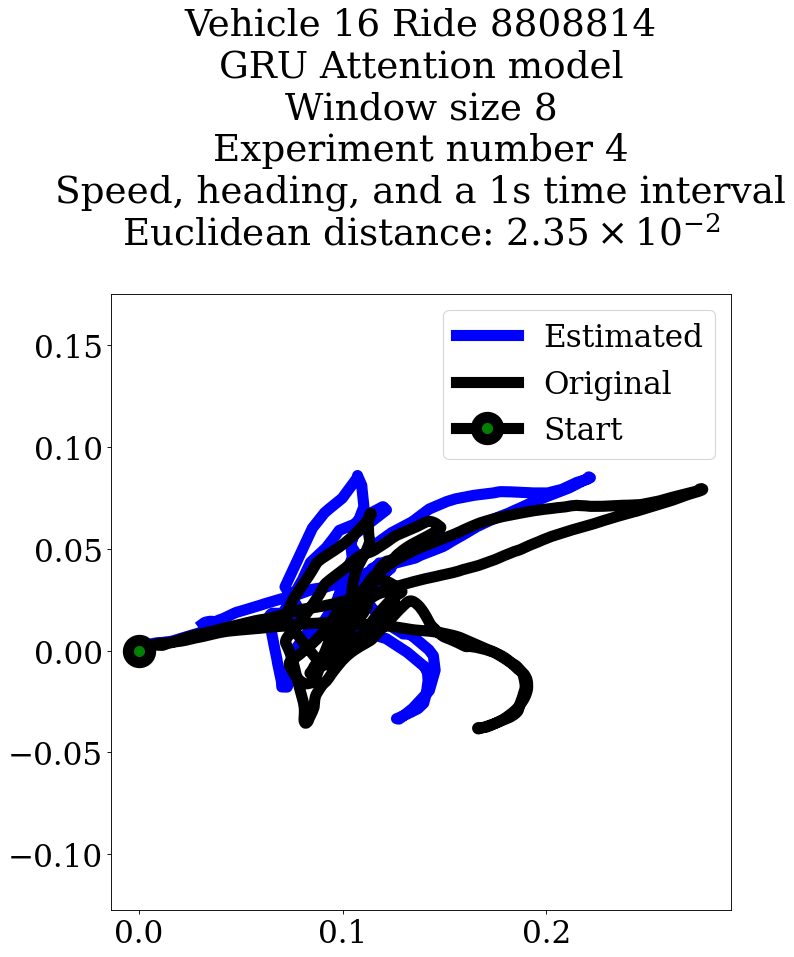 Vehicle 16 Ride 8808814
GRU Attention model
Window size 8
Experiment number 4
Speed, heading, and a 1s time interval
Euclidean distance: 2.35 × 10⁻²
Estimated
Original
Start
0.15
0.10
0.05
0.00
−0.05
−0.10
0.0 0.1 0.2